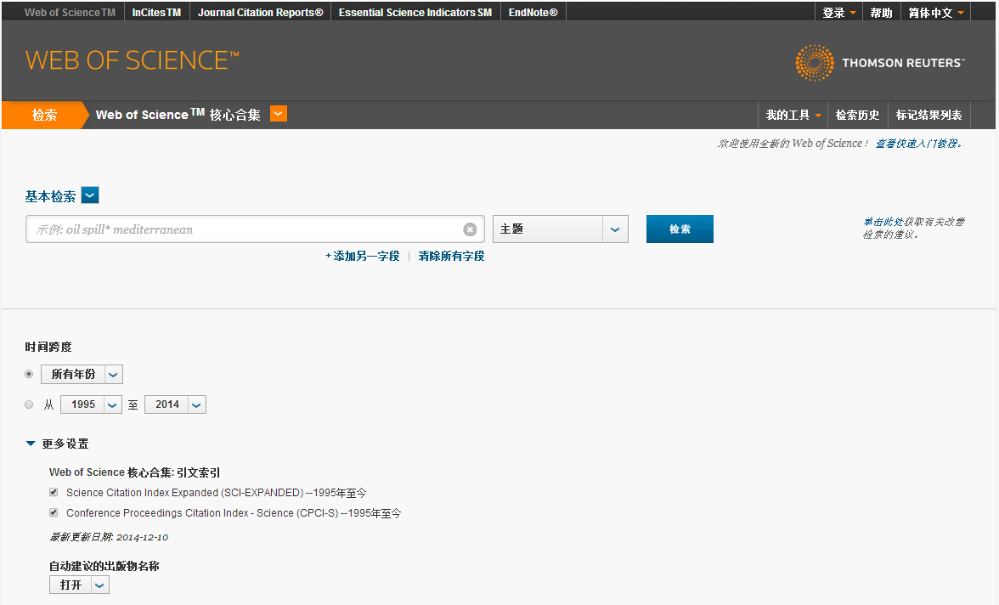 Web of Science™ InCites™ Journal Citation Reports® Essential Science Indicators SM EndNote® 登录 帮助 简体中文
WEB OF SCIENCE™
THOMSON REUTERS™
检索 Web of Science™ 核心合集 我的工具 检索历史 标记结果列表
欢迎使用全新的 Web of Science! 查看快速入门教程。
基本检索
示例: oil spill* mediterranean 主题 检索
单击此处获取有关改善
检索的建议。
+添加另一字段 | 清除所有字段
时间跨度
所有年份
从 1995 至 2014
更多设置
Web of Science 核心合集: 引文索引
Science Citation Index Expanded (SCI-EXPANDED) --1995年至今
Conference Proceedings Citation Index - Science (CPCI-S) --1995年至今
最新更新日期: 2014-12-10
自动建议的出版物名称
打开